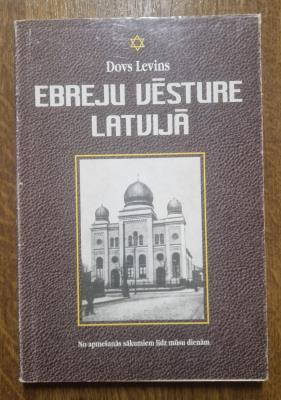 Dovs Levins
EBREJU VĒSTURE
LATVIJĀ
No apmešanās sākumiem līdz mūsu dienām